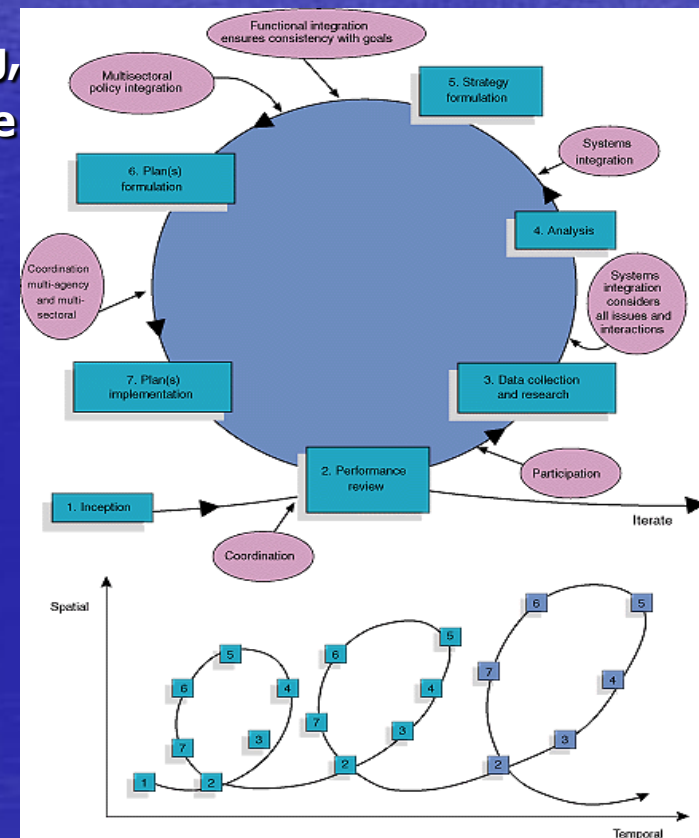 g,
e
Functional integration
ensures consistency with goals
Multisectoral
policy integration
5. Strategy
formulation
Systems
integration
6. Plan(s)
formulation
4. Analysis
Coordination
multi-agency
and multi-
sectoral
Systems
integration
considers
all issues and
interactions
7. Plan(s)
implementation
3. Data collection
and research
2. Performance
review
Participation
1. Inception
Iterate
Coordination
Spatial
6
5
5
6
5
6
7
4
6
4
4
7
3
3
3
7
2
2
1
2
Temporal